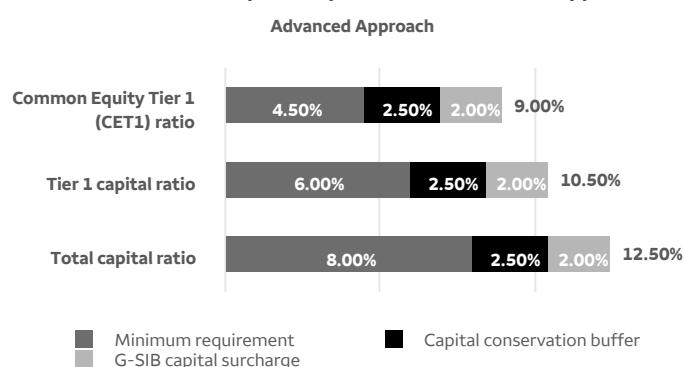 Advanced Approach
Common Equity Tier 1
(CET1) ratio
4.50%
2.50%
2.00%
9.00%
Tier 1 capital ratio
6.00%
2.50%
2.00%
10.50%
Total capital ratio
8.00%
2.50%
2.00%
12.50%
Minimum requirement
Capital conservation buffer
G-SIB capital surcharge